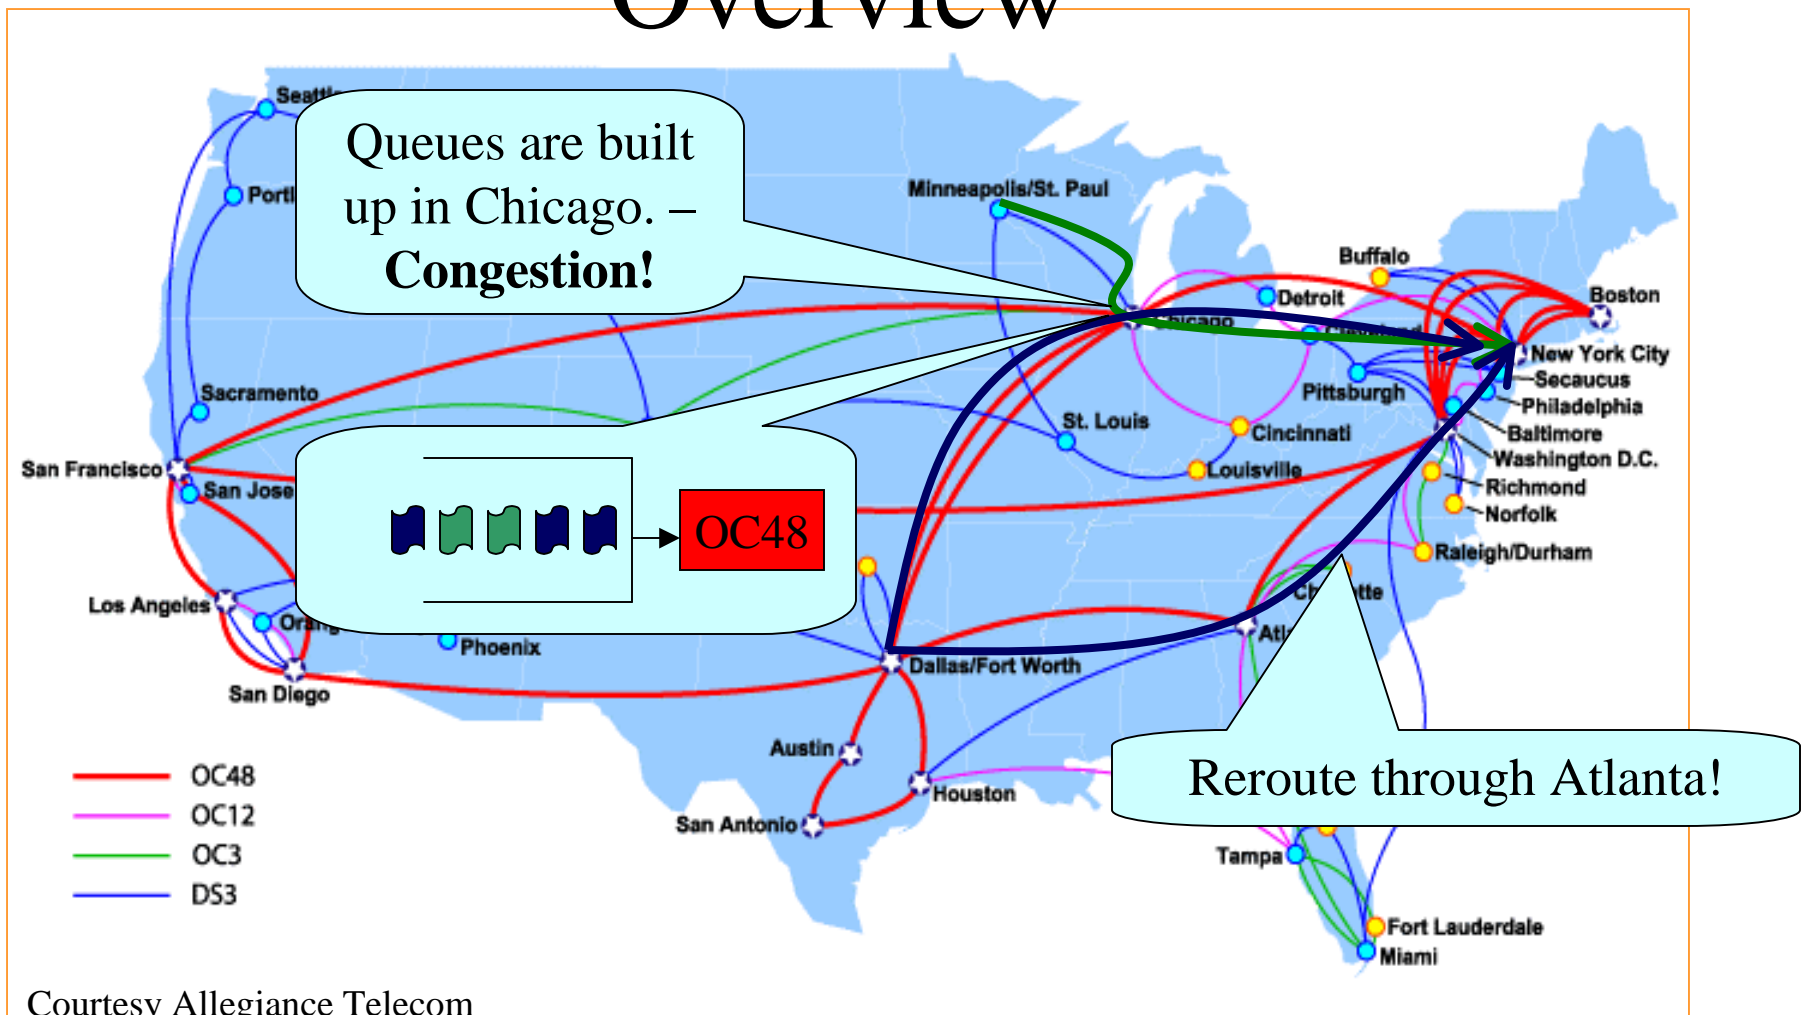 Overview
Queues are built
up in Chicago. –
Congestion!
Minneapolis/St. Paul
Buffalo
Boston
Detroit
Chicago
New York City
Secaucus
Pittsburgh
Philadelphia
Baltimore
Washington D.C.
Richmond
Norfolk
Raleigh/Durham
Sacramento
St. Louis
Cincinnati
Louisville
San Francisco
San Jose
OC48
Los Angeles
Phoenix
San Diego
Dallas/Fort Worth
Austin
Houston
San Antonio
Reroute through Atlanta!
OC48
OC12
OC3
DS3
Tampa
Fort Lauderdale
Miami
Courtesy Allegiance Telecom